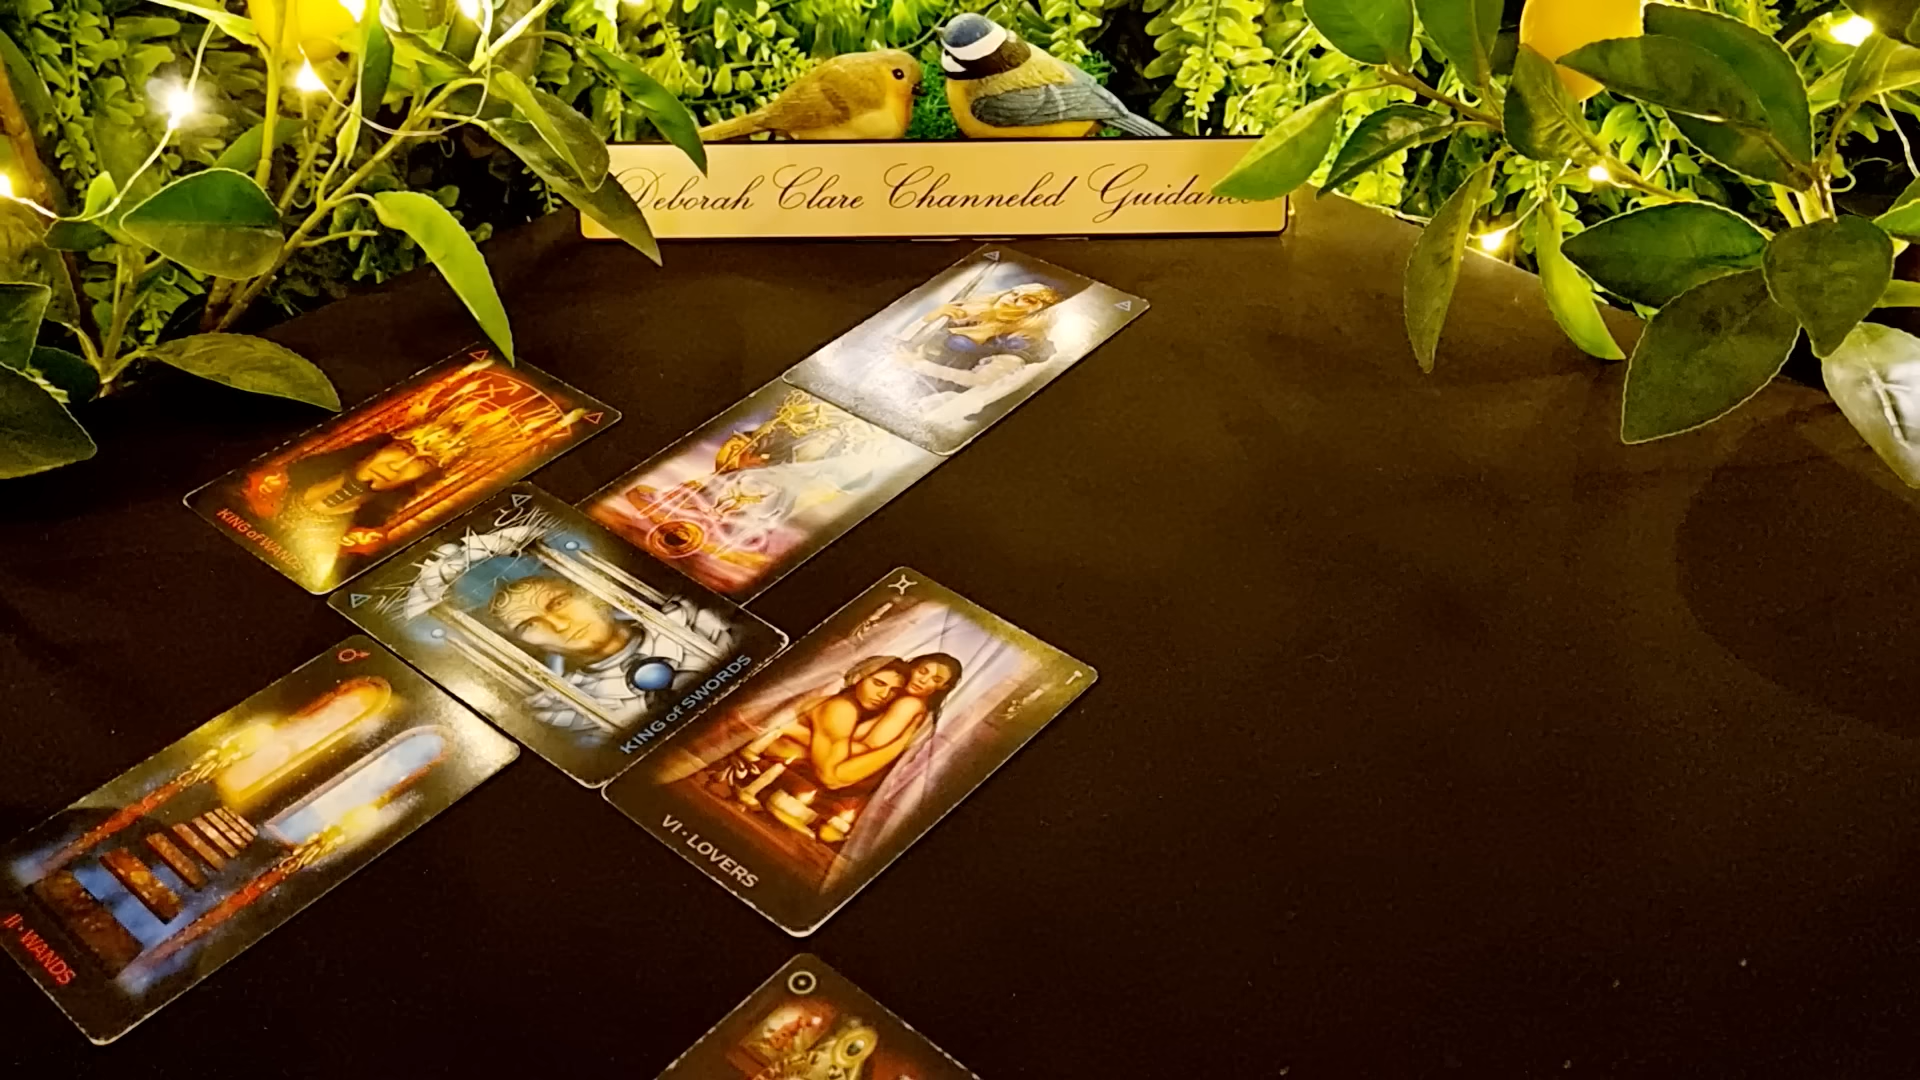 Deborah Clare Channeled Guidance
KING of WANDS
KING of SWORDS
VI · LOVERS
II · WANDS